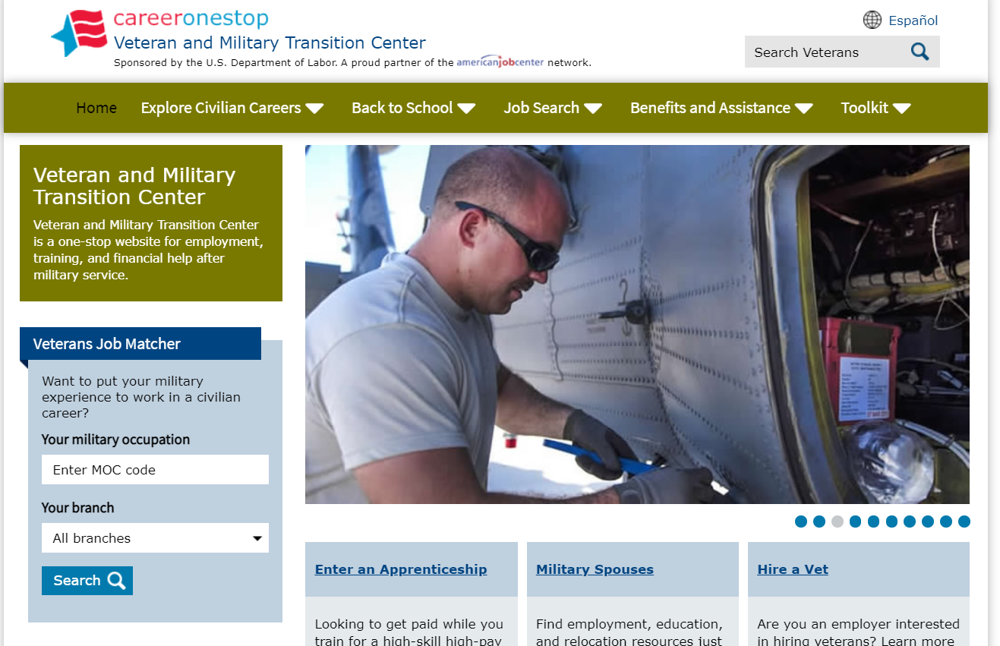 careeronestop
Español
Veteran and Military Transition Center
Search Veterans
Sponsored by the U.S. Department of Labor. A proud partner of the americanjobcenter network.
Home
Explore Civilian Careers
Back to School
Job Search
Benefits and Assistance
Toolkit
Veteran and Military
Transition Center
Veteran and Military Transition Center
is a one-stop website for employment,
training, and financial help after
military service.
Veterans Job Matcher
Want to put your military
experience to work in a civilian
career?
Your military occupation
Enter MOC code
Your branch
All branches
Search
Enter an Apprenticeship
Looking to get paid while you
train for a high-skill high-pay
Military Spouses
Find employment, education,
and relocation resources just
Hire a Vet
Are you an employer interested
in hiring veterans? Learn more